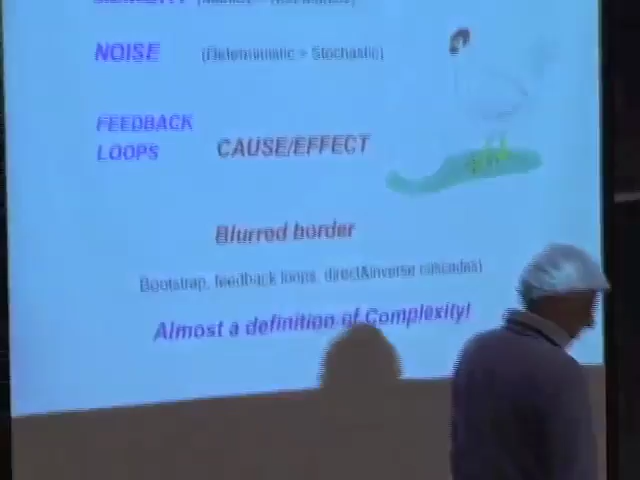 NOISE (Deterministic + Stochastic)
FEEDBACK
LOOPS CAUSE/EFFECT
Blurred border
Bootstrap, feedback loops, direct/inverse cascades)
Almost a definition of Complexity!